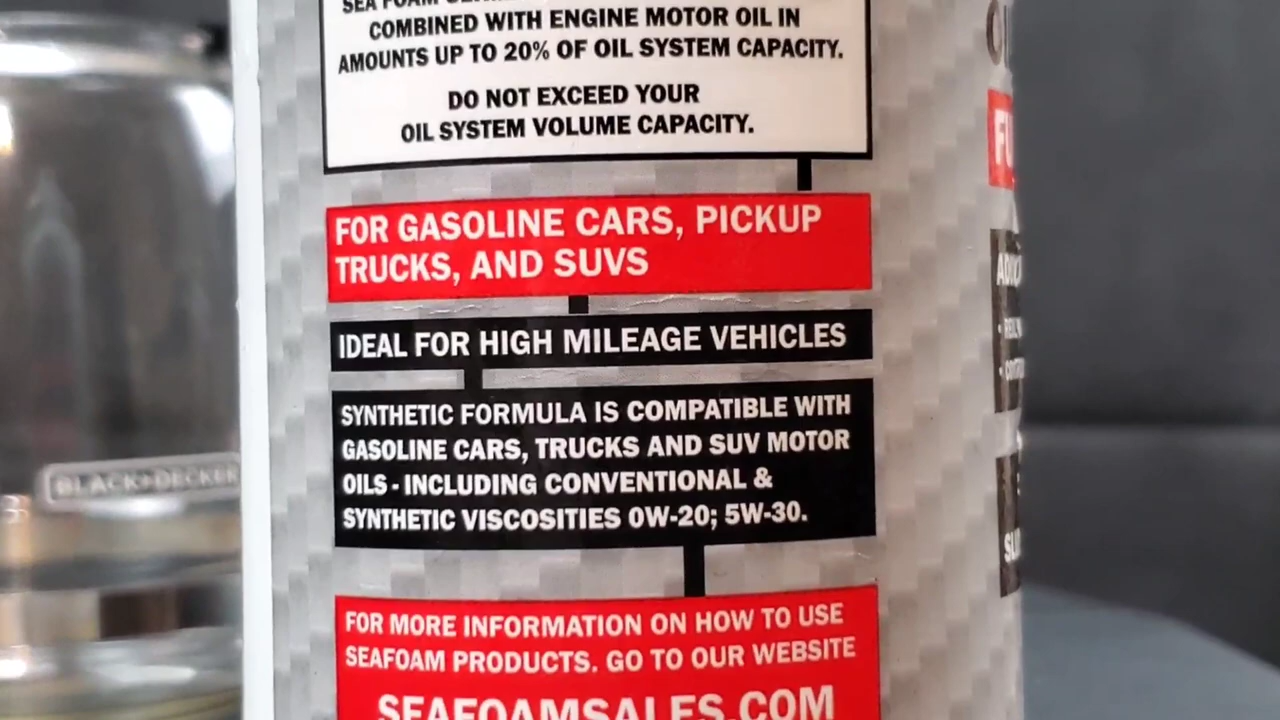 SEA FOAM
COMBINED WITH ENGINE MOTOR OIL IN
AMOUNTS UP TO 20% OF OIL SYSTEM CAPACITY.
DO NOT EXCEED YOUR
OIL SYSTEM VOLUME CAPACITY.
FOR GASOLINE CARS, PICKUP
TRUCKS, AND SUVS
IDEAL FOR HIGH MILEAGE VEHICLES
SYNTHETIC FORMULA IS COMPATIBLE WITH
GASOLINE CARS, TRUCKS AND SUV MOTOR
OILS - INCLUDING CONVENTIONAL &
SYNTHETIC VISCOSITIES 0W-20; 5W-30.
FOR MORE INFORMATION ON HOW TO USE
SEAFOAM PRODUCTS. GO TO OUR WEBSITE
SEAFOAMSALES.COM
BLACK+DECKER